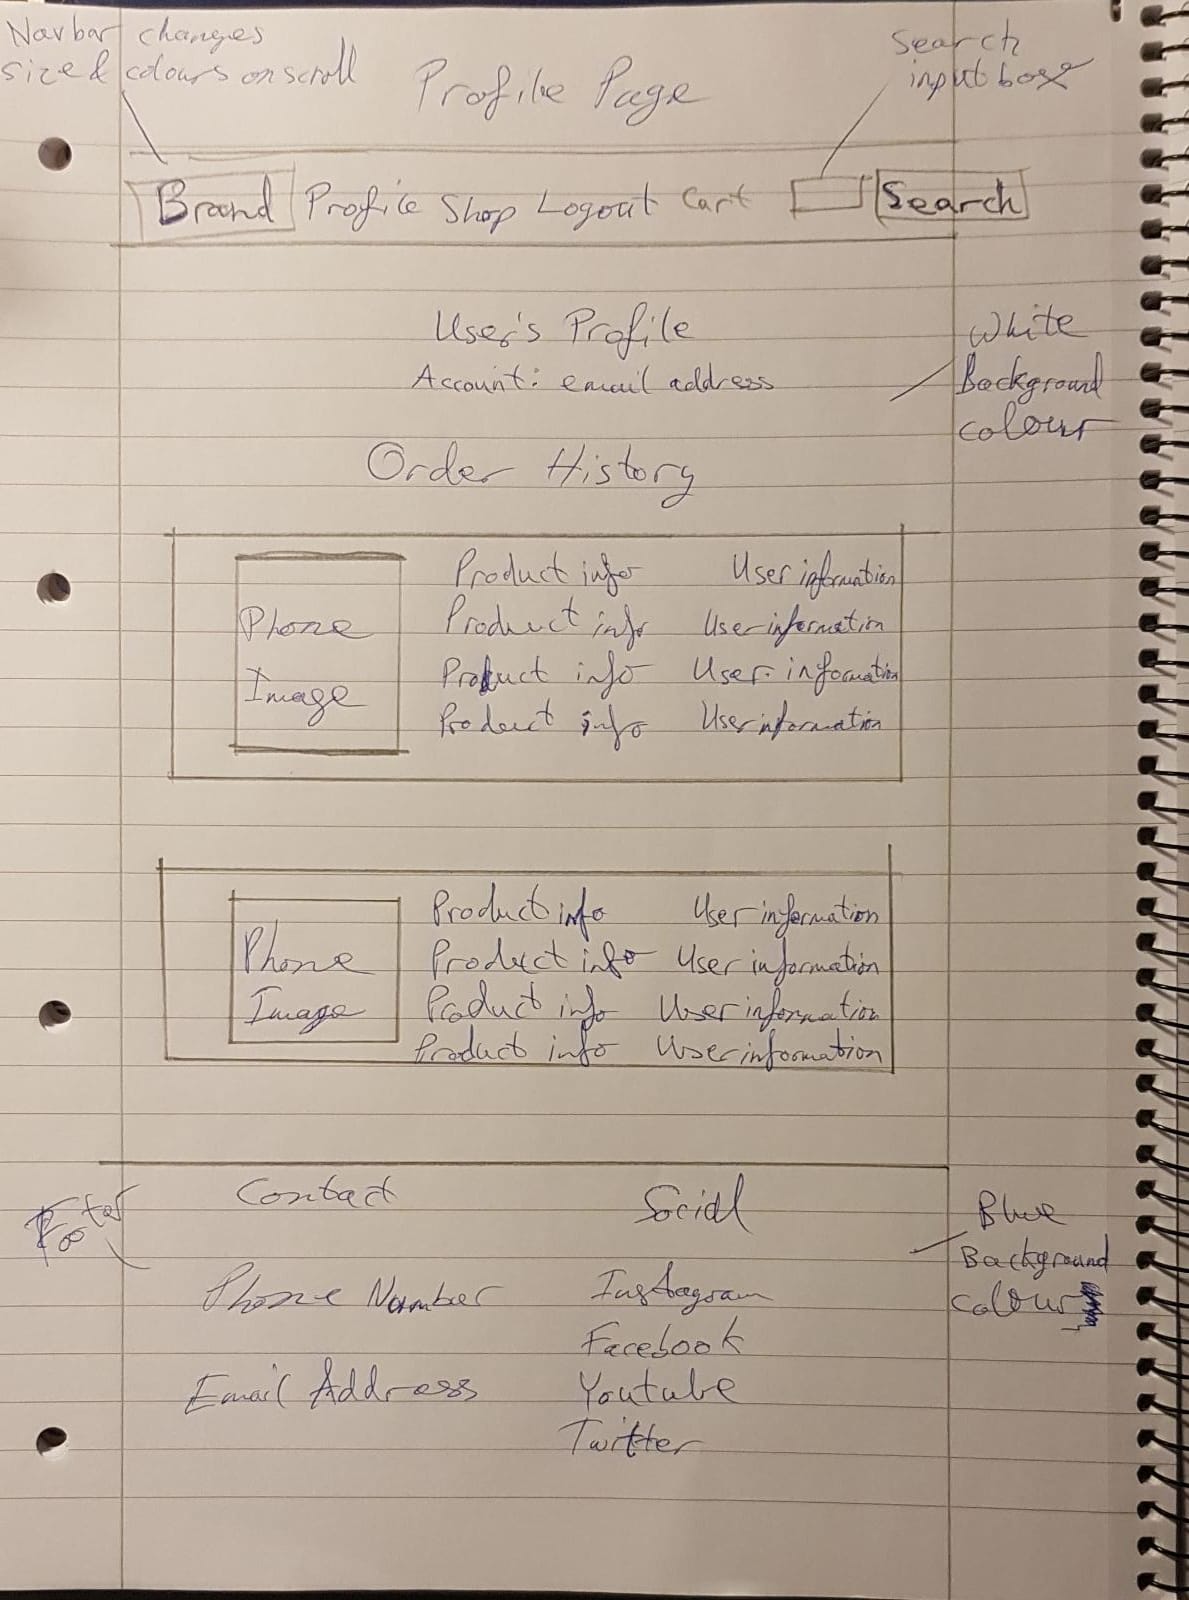 Navbar changes
size & colours on scroll
Profile Page
Search
input box
Brand Profile Shop Logout Cart Search
User's Profile
Account: email address
White
Background
colour
Order History
Phone
Image
Product info User information
Product info User information
Product info User information
Product info User information
Phone
Image
Product info User information
Product info User information
Product info User information
Product info User information
Footer
Contact
Phone Number
Email Address
Social
Instagram
Facebook
Youtube
Twitter
Blue
Background
colour